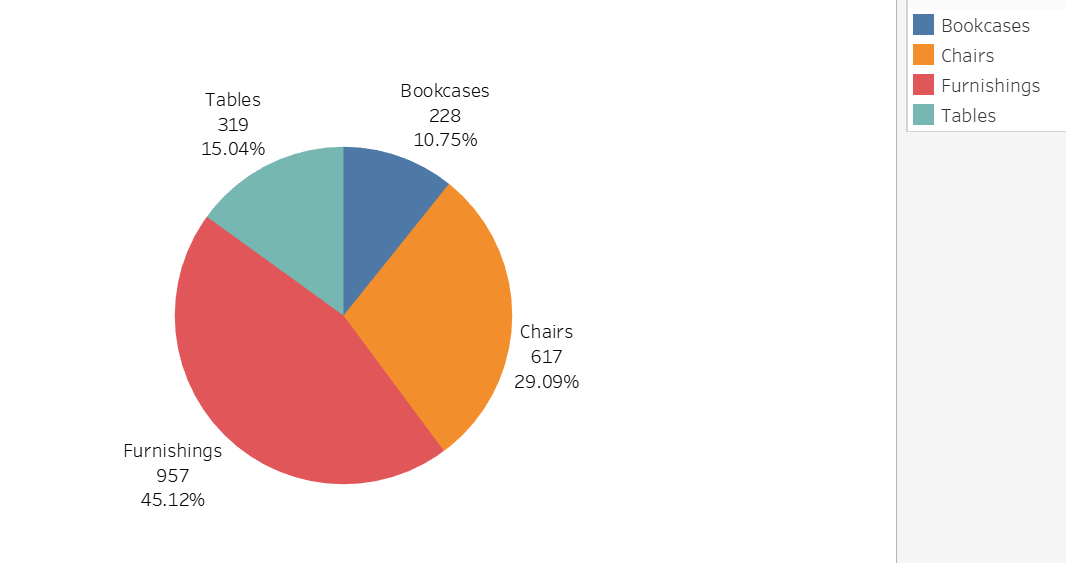 Bookcases
Chairs
Furnishings
Tables
Bookcases
228
10.75%
Tables
319
15.04%
Chairs
617
29.09%
Furnishings
957
45.12%